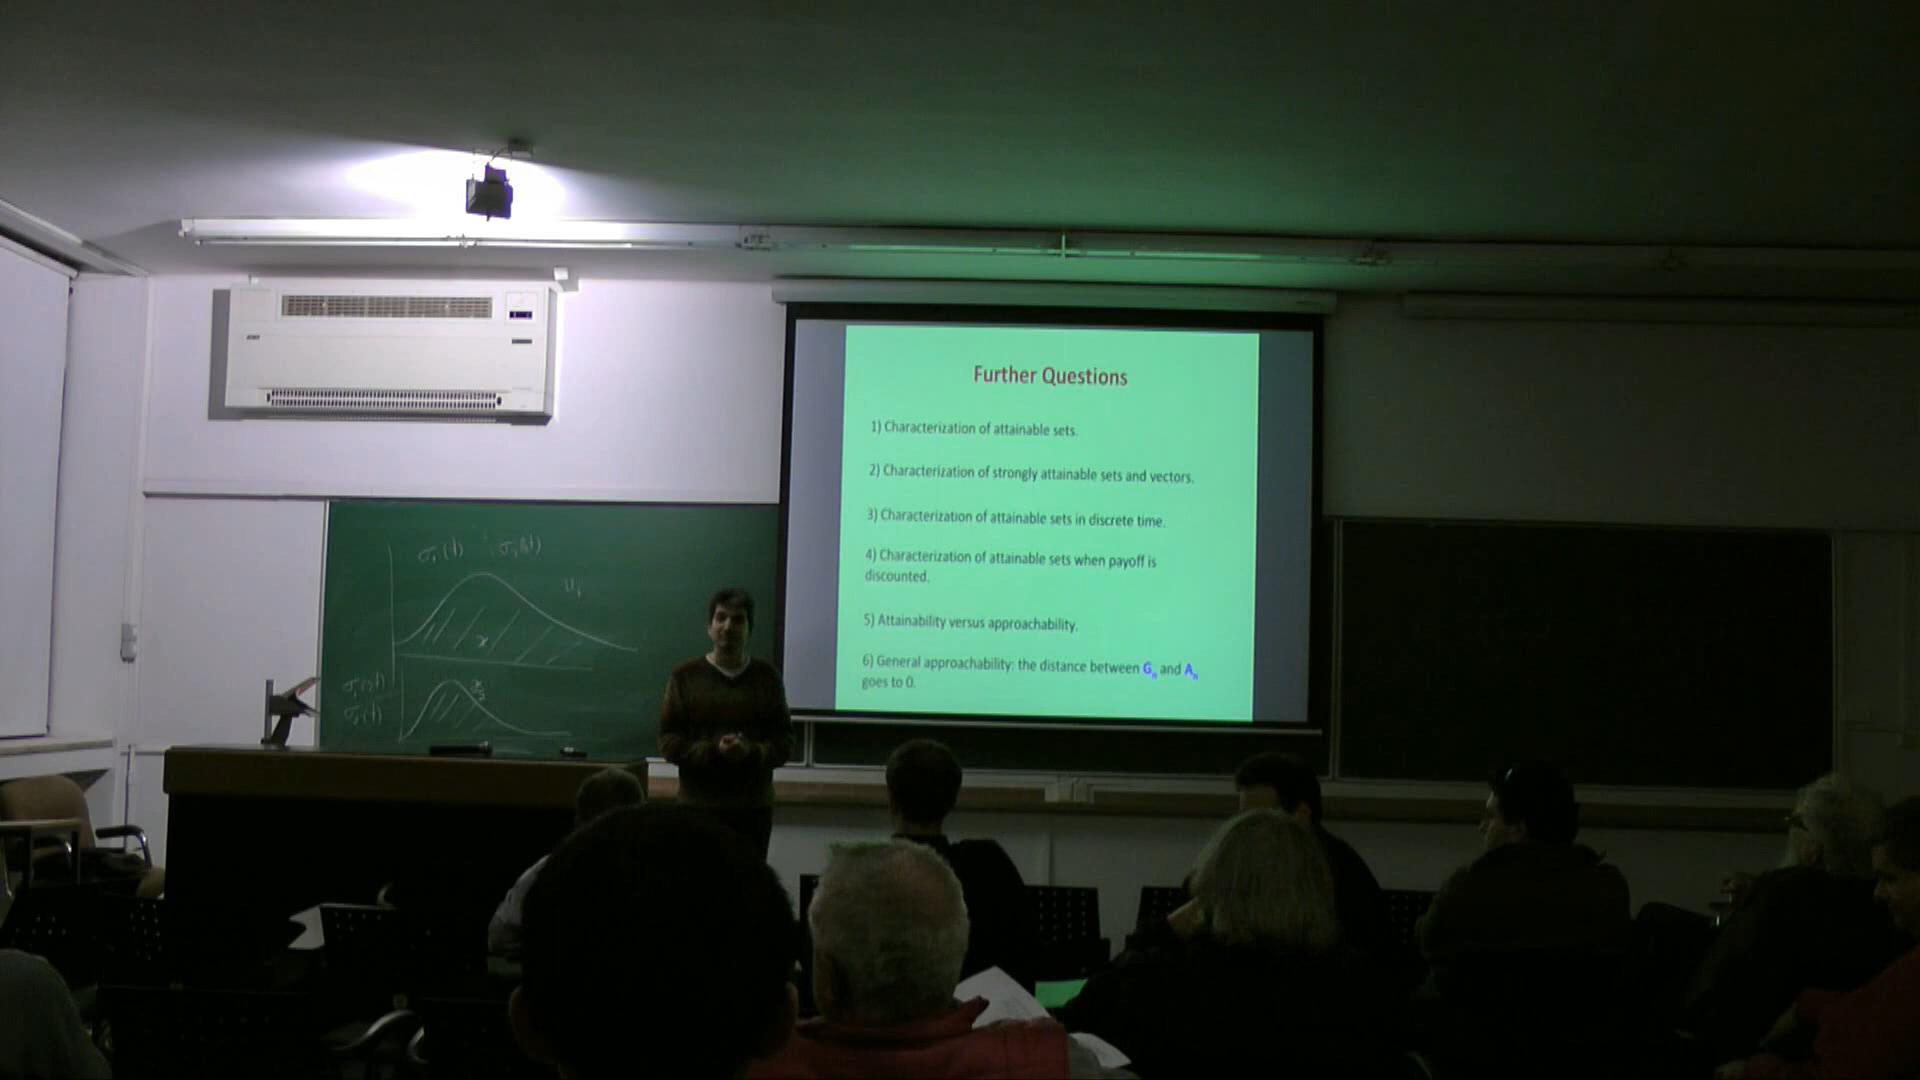 Further Questions
1) Characterization of attainable sets.
2) Characterization of strongly attainable sets and vectors.
3) Characterization of attainable sets in discrete time.
4) Characterization of attainable sets when payoff is
discounted.
5) Attainability versus approachability.
6) General approachability: the distance between Gn and An
goes to 0.
x